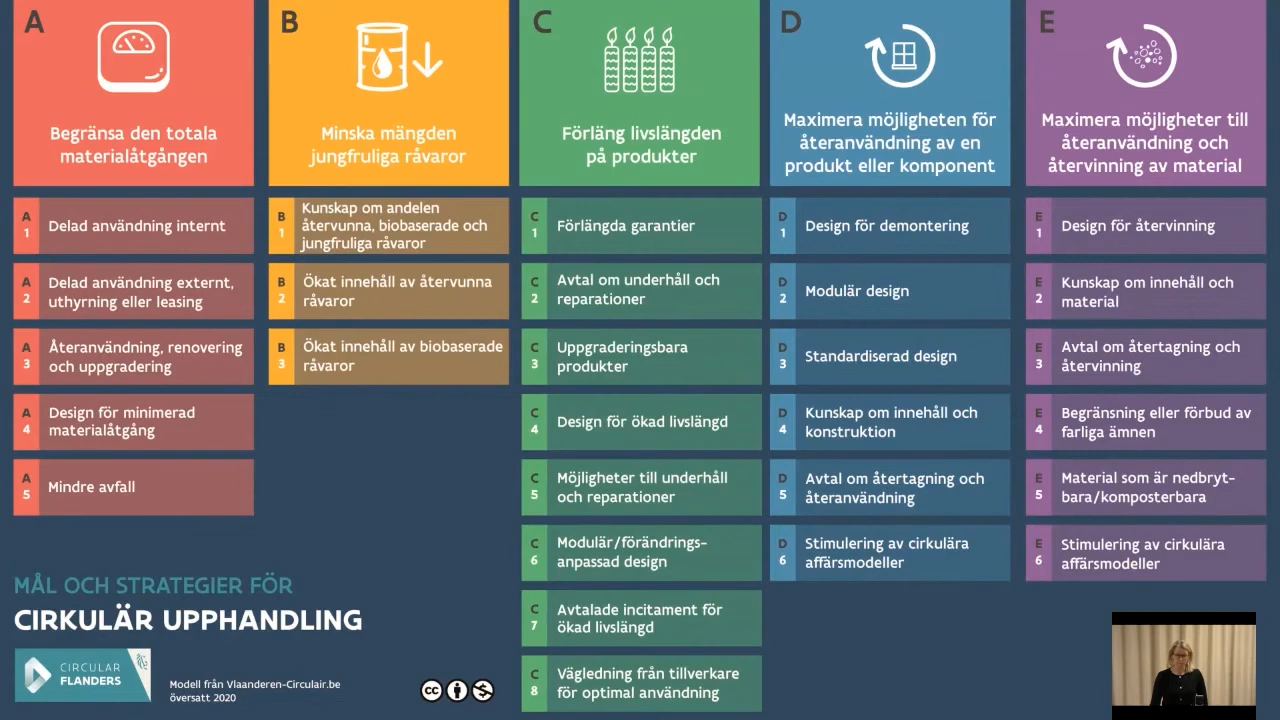 A
Begränsa den totala
materialåtgången
A
1
Delad användning internt
A
2
Delad användning externt,
uthyrning eller leasing
A
3
Återanvändning, renovering
och uppgradering
A
4
Design för minimerad
materialåtgång
A
5
Mindre avfall
B
Minska mängden
jungfruliga råvaror
B
1
Kunskap om andelen
återvunna, biobaserade och
jungfruliga råvaror
B
2
Ökat innehåll av återvunna
råvaror
B
3
Ökat innehåll av biobaserade
råvaror
C
Förläng livslängden
på produkter
C
1
Förlängda garantier
C
2
Avtal om underhåll och
reparationer
C
3
Uppgraderingsbara
produkter
C
4
Design för ökad livslängd
C
5
Möjligheter till underhåll
och reparationer
C
6
Modulär/förändrings-
anpassad design
C
7
Avtalade incitament för
ökad livslängd
C
8
Vägledning från tillverkare
för optimal användning
D
Maximera möjligheten för
återanvändning av en
produkt eller komponent
D
1
Design för demontering
D
2
Modulär design
D
3
Standardiserad design
D
4
Kunskap om innehåll och
konstruktion
D
5
Avtal om återtagning och
återanvändning
D
6
Stimulering av cirkulära
affärsmodeller
E
Maximera möjligheter till
återanvändning och
återvinning av material
E
1
Design för återvinning
E
2
Kunskap om innehåll och
material
E
3
Avtal om återtagning och
återvinning
E
4
Begränsning eller förbud av
farliga ämnen
E
5
Material som är nedbryt-
bara/komposterbara
E
6
Stimulering av cirkulära
affärsmodeller
MÅL OCH STRATEGIER FÖR
CIRKULÄR UPPHANDLING
CIRCULAR
FLANDERS
Modell från Vlaanderen-Circulair.be
översatt 2020
cc